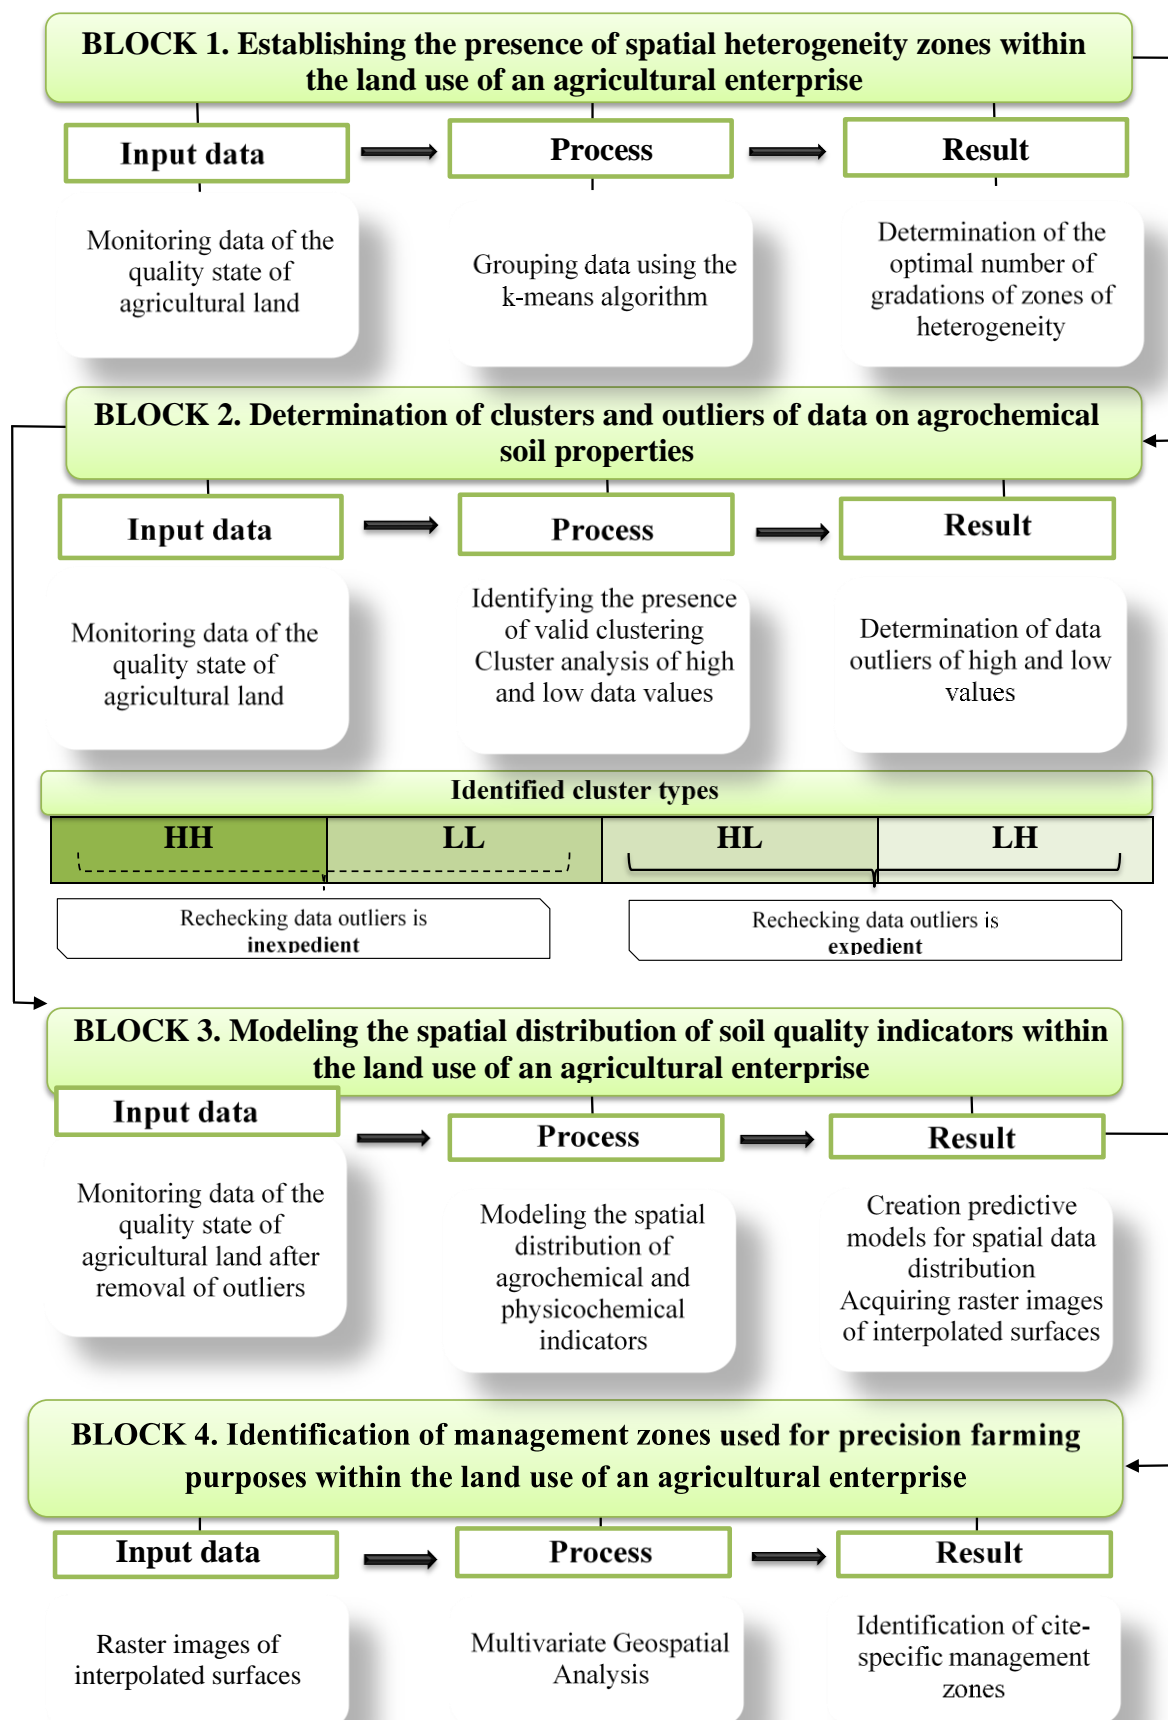 BLOCK 1. Establishing the presence of spatial heterogeneity zones within
the land use of an agricultural enterprise
Input data
Process
Result
Monitoring data of the
quality state of
agricultural land
Grouping data using the
k-means algorithm
Determination of the
optimal number of
gradations of zones of
heterogeneity
BLOCK 2. Determination of clusters and outliers of data on agrochemical
soil properties
Input data
Process
Result
Monitoring data of the
quality state of
agricultural land
Identifying the presence
of valid clustering
Cluster analysis of high
and low data values
Determination of data
outliers of high and low
values
Identified cluster types
HH
LL
HL
LH
Rechecking data outliers is
inexpedient
Rechecking data outliers is
expedient
BLOCK 3. Modeling the spatial distribution of soil quality indicators within
the land use of an agricultural enterprise
Input data
Process
Result
Monitoring data of the
quality state of
agricultural land after
removal of outliers
Modeling the spatial
distribution of
agrochemical and
physicochemical
indicators
Creation predictive
models for spatial data
distribution
Acquiring raster images
of interpolated surfaces
BLOCK 4. Identification of management zones used for precision farming
purposes within the land use of an agricultural enterprise
Input data
Process
Result
Raster images of
interpolated surfaces
Multivariate Geospatial
Analysis
Identification of cite-
specific management
zones